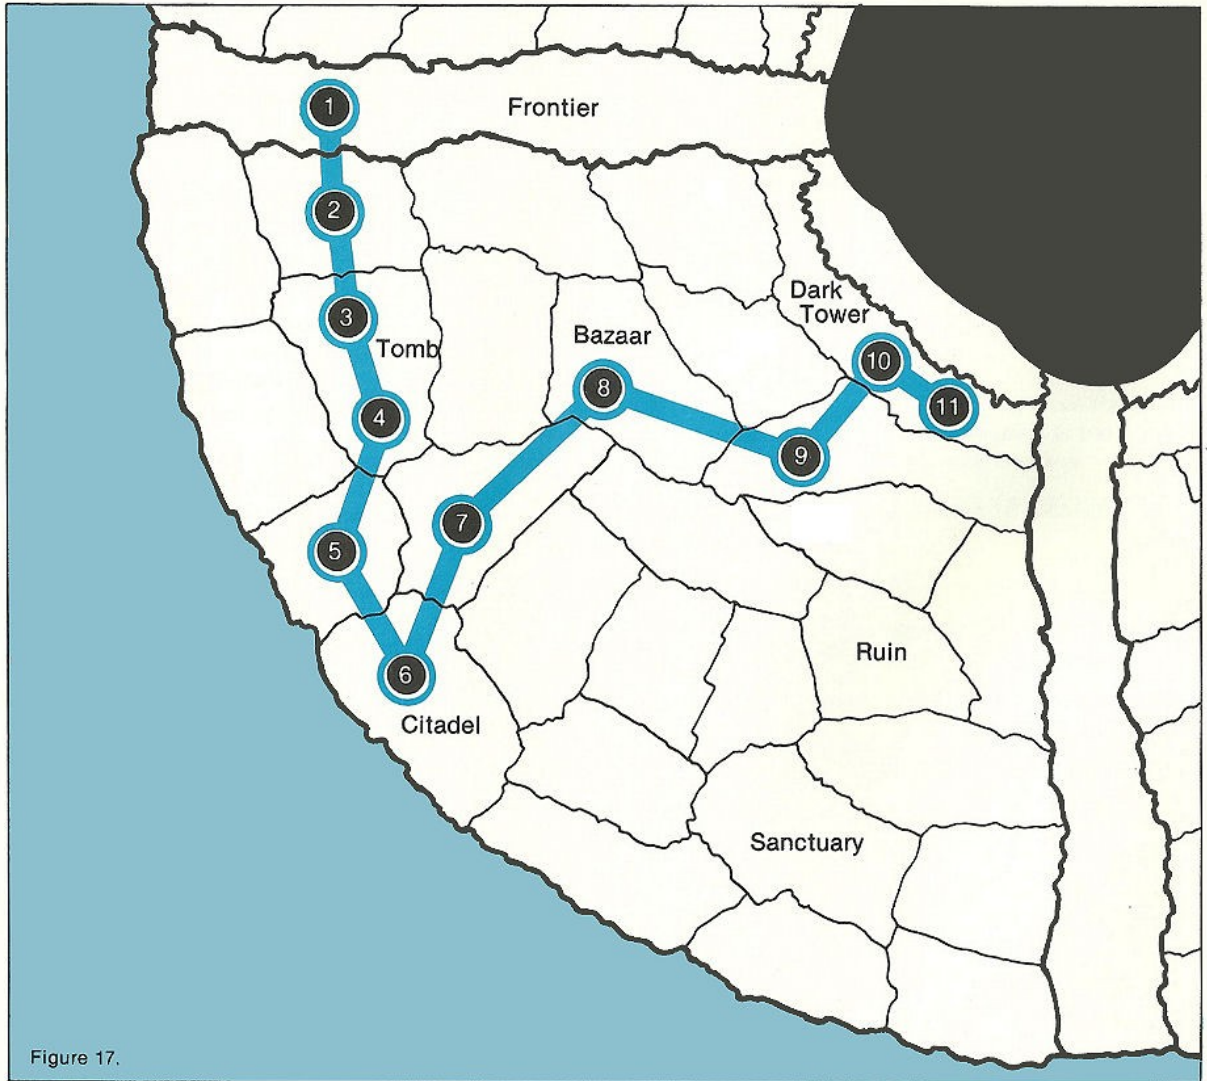 1
Frontier
2
Dark
Tower
3
Tomb
Bazaar
10
8
11
4
9
7
5
Ruin
6
Citadel
Sanctuary
Figure 17.